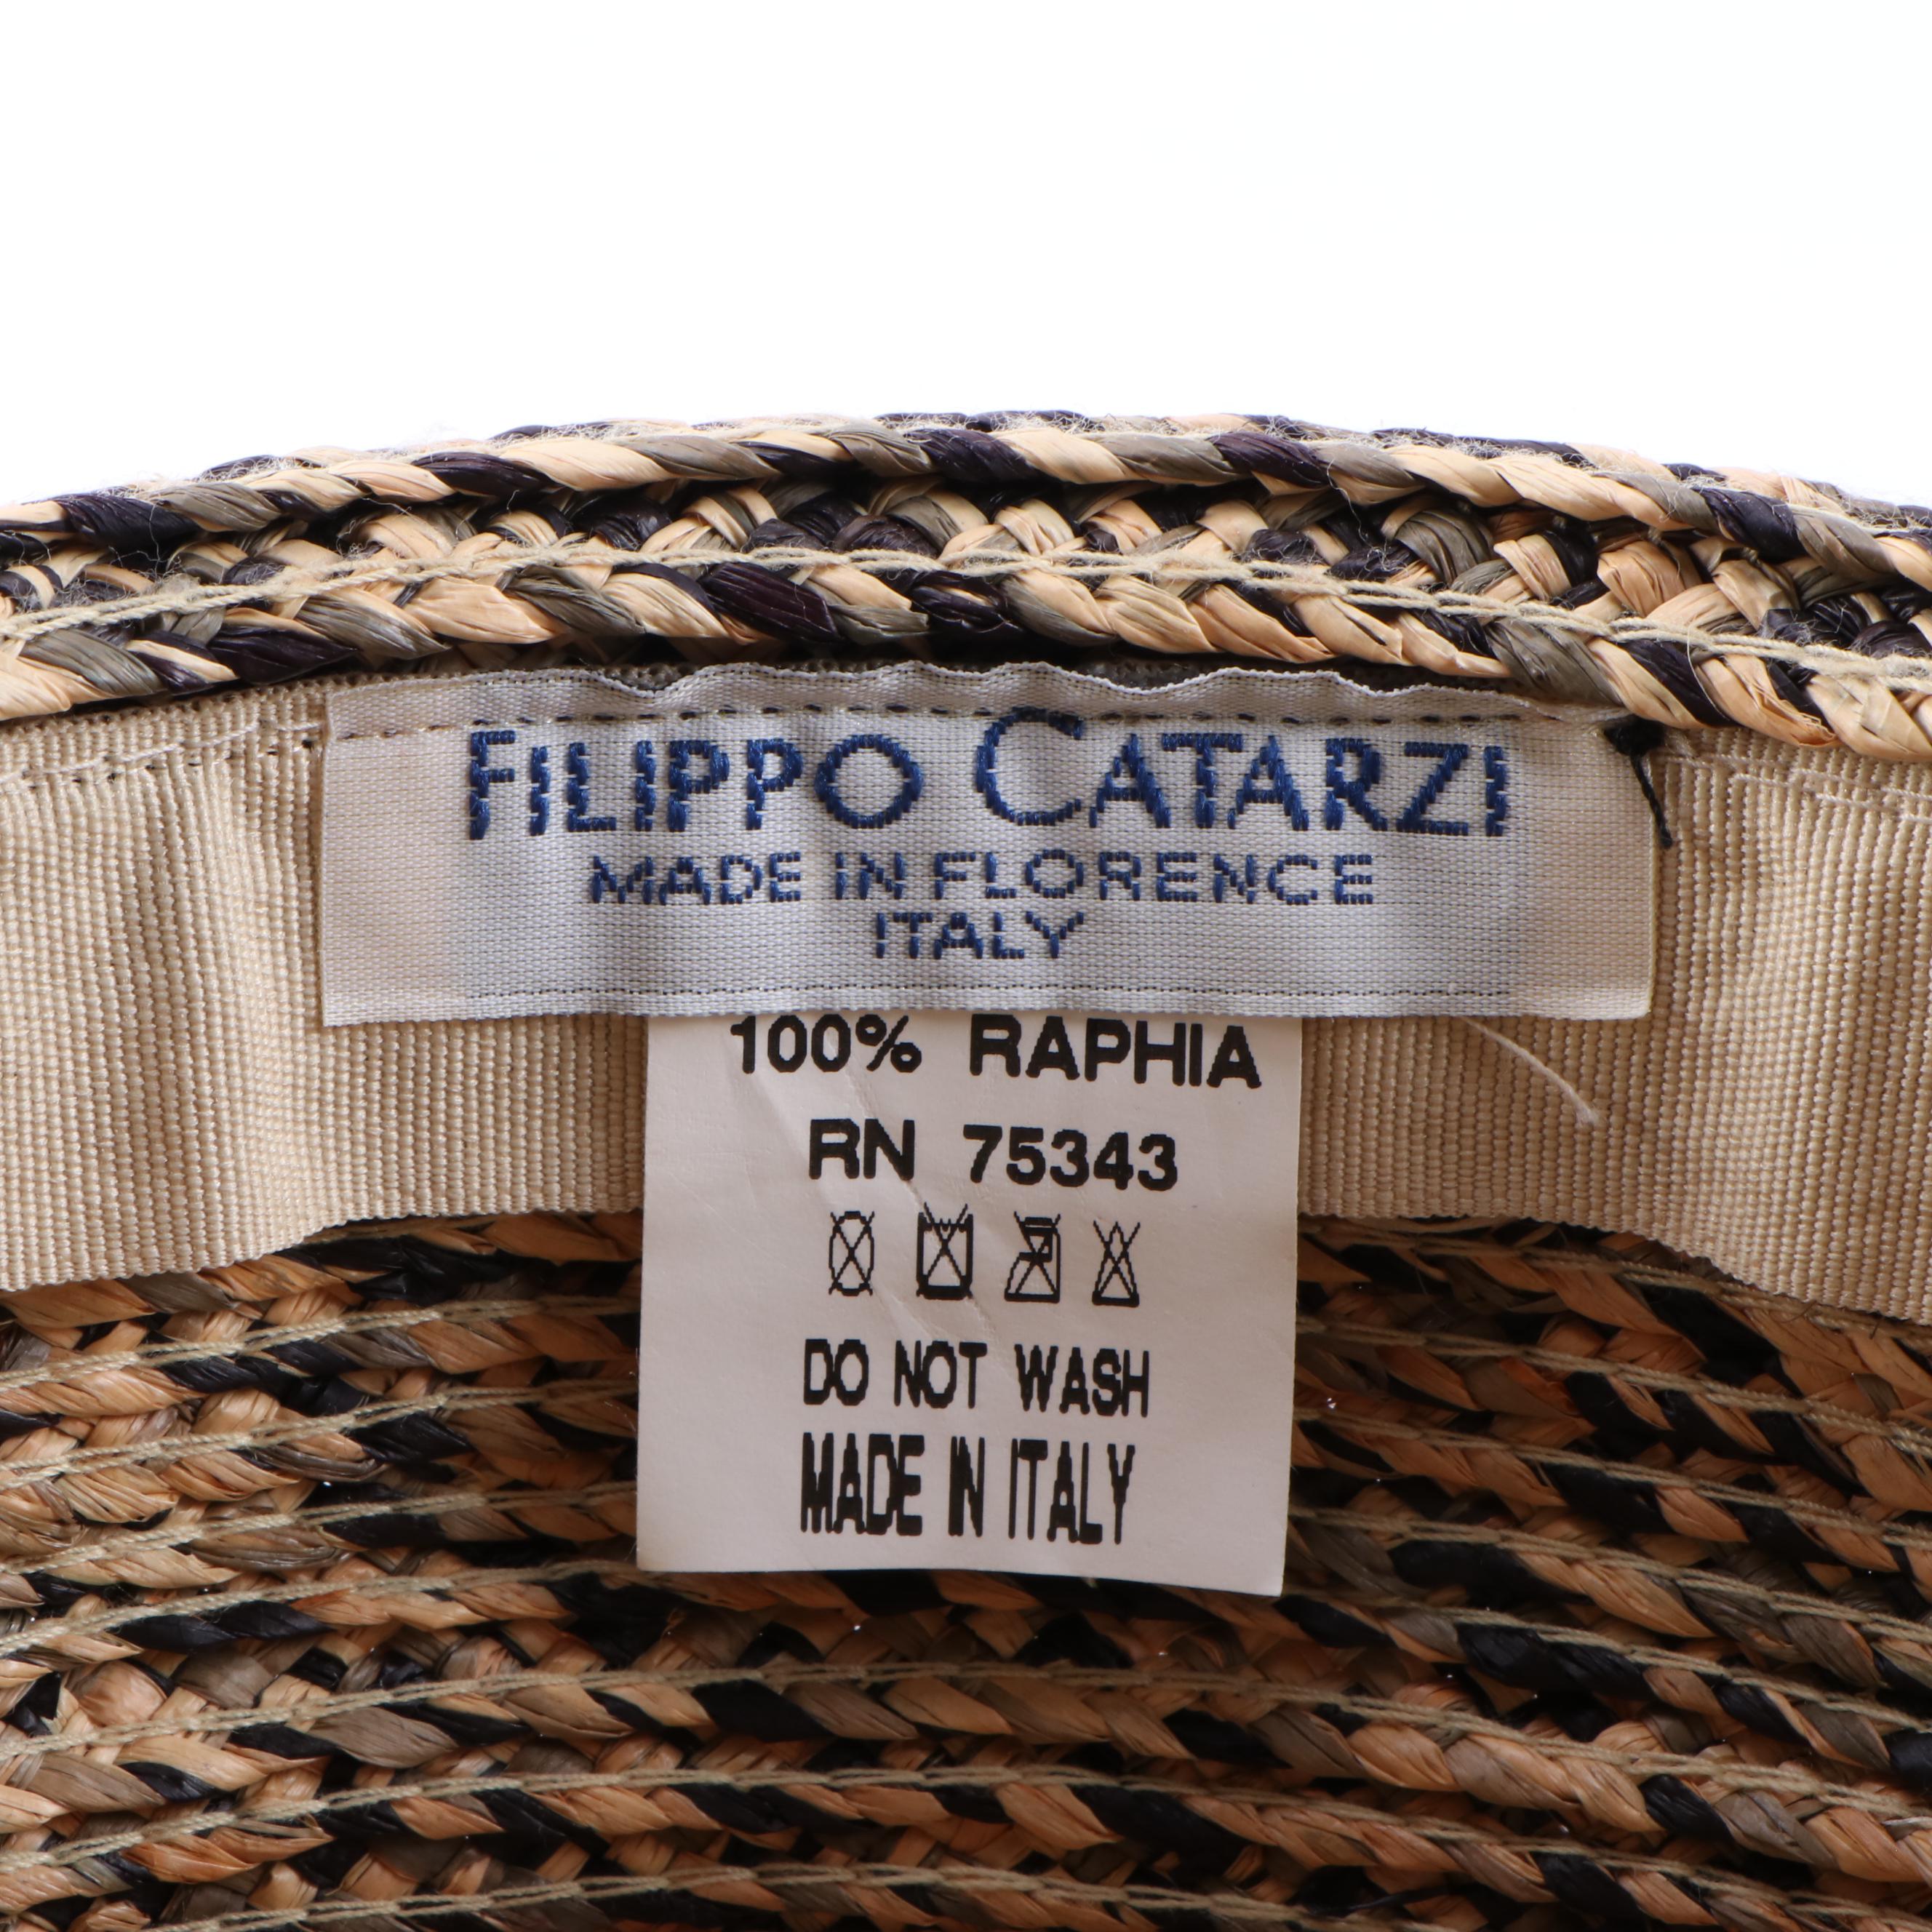 FILIPPO CATARZI
MADE IN FLORENCE
ITALY
100% RAPHIA
RN 75343
DO NOT WASH
MADE IN ITALY